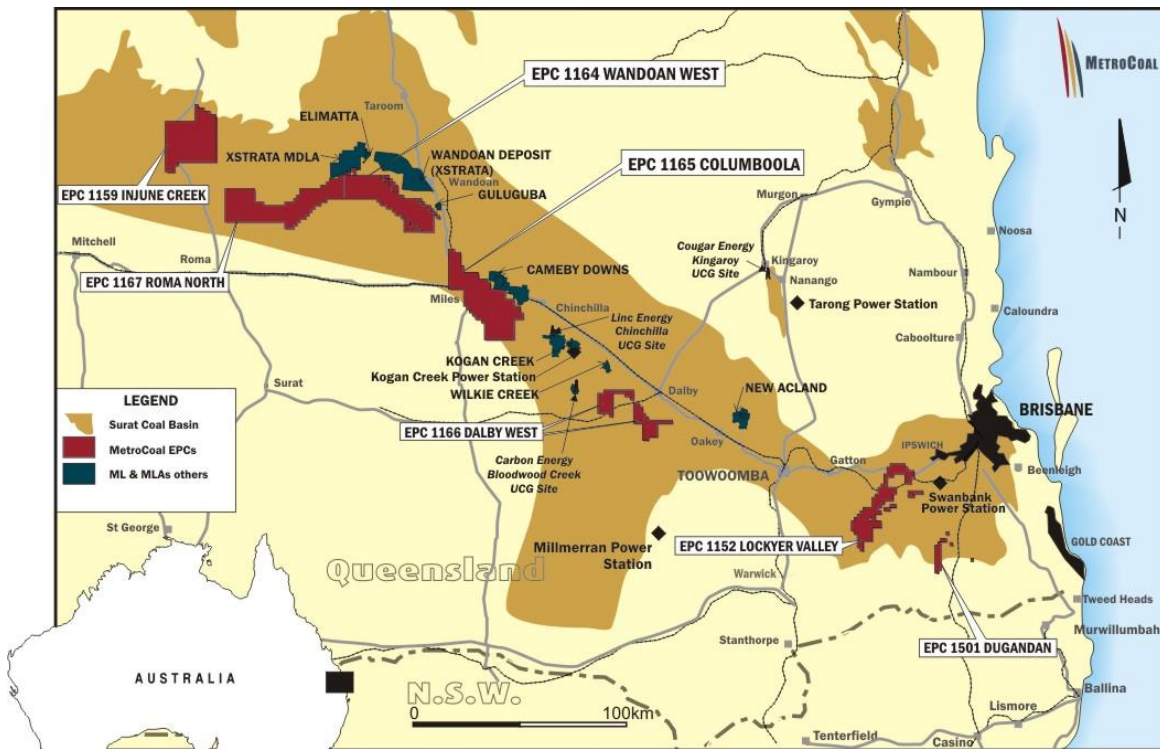 METROCOAL
EPC 1164 WANDOAN WEST
Taroom
ELIMATTA
XSTRATA MDLA
WANDOAN DEPOSIT
(XSTRATA)
Wandoan
EPC 1165 COLUMBOOLA
EPC 1159 INJUNE CREEK
GULUGUBA
Murgon
Gympie
N
Noosa
Mitchell
Roma
EPC 1167 ROMA NORTH
CAMEBY DOWNS
Cougar Energy
Kingaroy
UCG Site
Kingaroy
Nanango
Nambour
Tarong Power Station
Miles
Chinchilla
Caloundra
Linc Energy
Chinchilla
UCG Site
Caboolture
KOGAN CREEK
Kogan Creek Power Station
WILKIE CREEK
Surat
Dalby
NEW ACLAND
BRISBANE
LEGEND
Surat Coal Basin
MetroCoal EPCs
ML & MLAs others
EPC 1166 DALBY WEST
Oakey
Carbon Energy
Bloodwood Creek
UCG Site
TOOWOOMBA
Gatton
IPSWICH
Beenleigh
Swanbank
Power Station
St George
Millmerran Power
Station
EPC 1152 LOCKYER VALLEY
GOLD COAST
Queensland
Warwick
Tweed Heads
Stanthorpe
EPC 1501 DUGANDAN
Murwillumbah
AUSTRALIA
N.S.W.
0 100km
Ballina
Lismore
Tenterfield
Casino